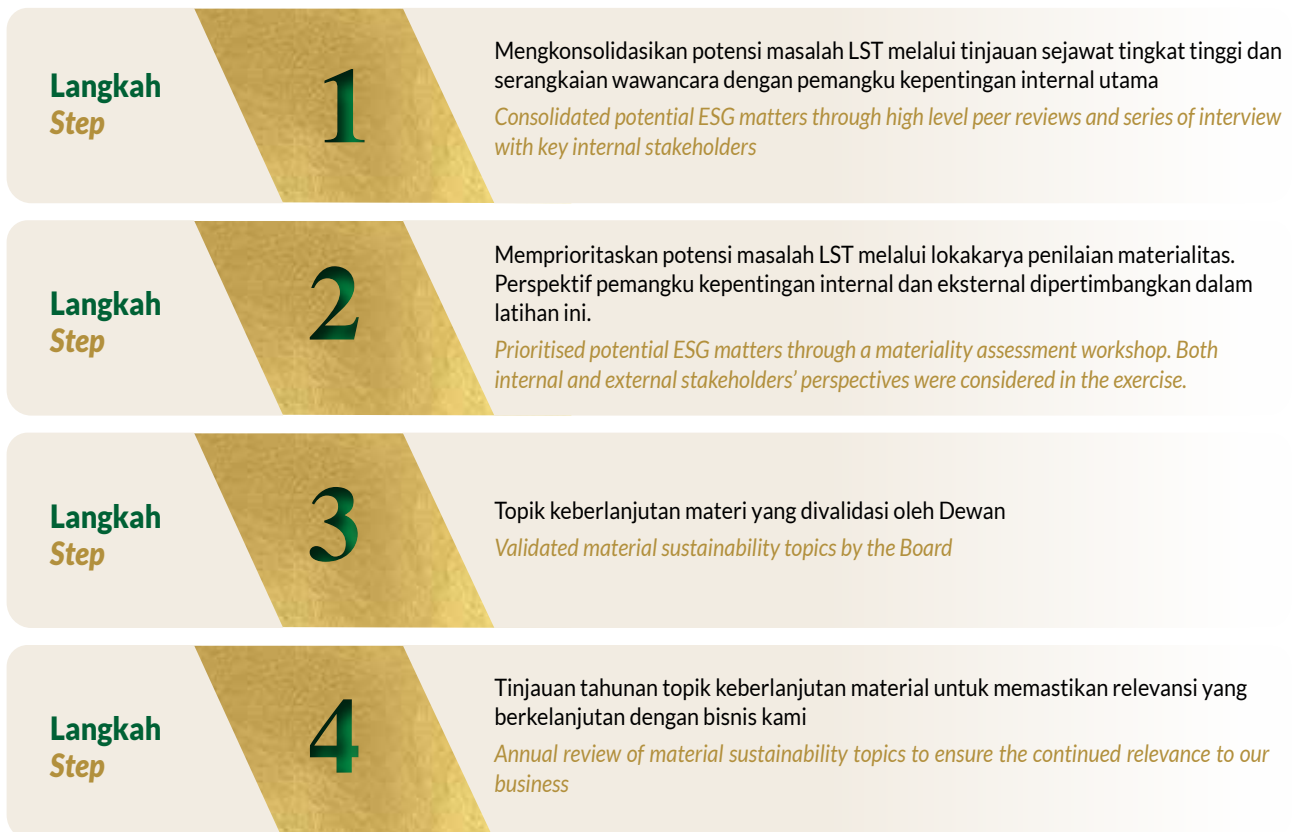 Langkah
Step
1
Mengkonsolidasikan potensi masalah LST melalui tinjauan sejawat tingkat tinggi dan
serangkaian wawancara dengan pemangku kepentingan internal utama
Consolidated potential ESG matters through high level peer reviews and series of interview
with key internal stakeholders
Langkah
Step
2
Memprioritaskan potensi masalah LST melalui lokakarya penilaian materialitas.
Perspektif pemangku kepentingan internal dan eksternal dipertimbangkan dalam
latihan ini.
Prioritised potential ESG matters through a materiality assessment workshop. Both
internal and external stakeholders’ perspectives were considered in the exercise.
Langkah
Step
3
Topik keberlanjutan materi yang divalidasi oleh Dewan
Validated material sustainability topics by the Board
Langkah
Step
4
Tinjauan tahunan topik keberlanjutan material untuk memastikan relevansi yang
berkelanjutan dengan bisnis kami
Annual review of material sustainability topics to ensure the continued relevance to our
business